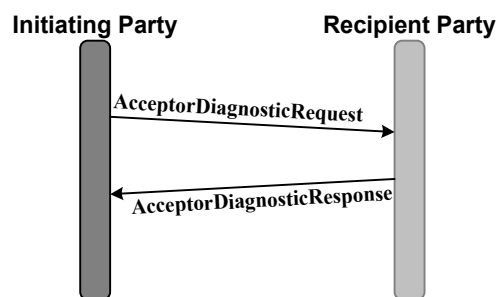 Initiating Party
Recipient Party
AcceptorDiagnosticRequest
AcceptorDiagnosticResponse